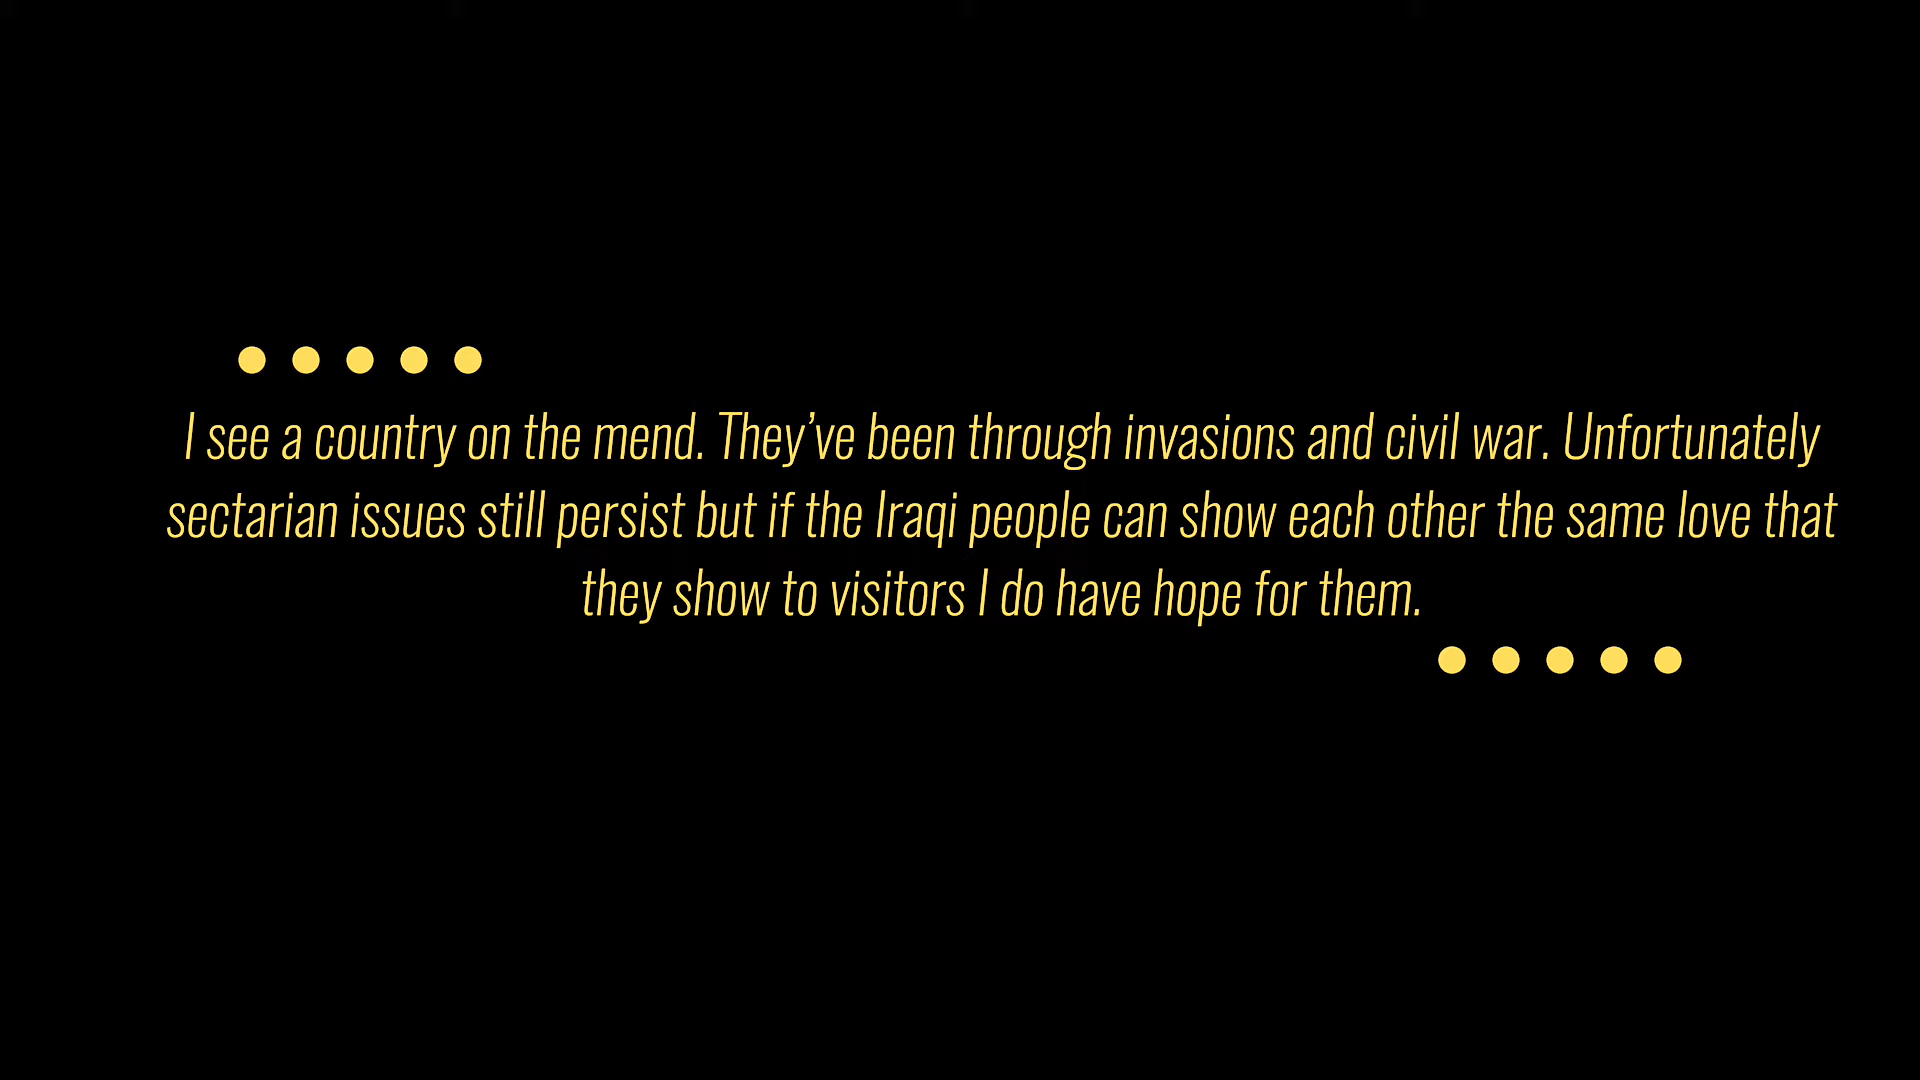 I see a country on the mend. They’ve been through invasions and civil war. Unfortunately
sectarian issues still persist but if the Iraqi people can show each other the same love that
they show to visitors I do have hope for them.